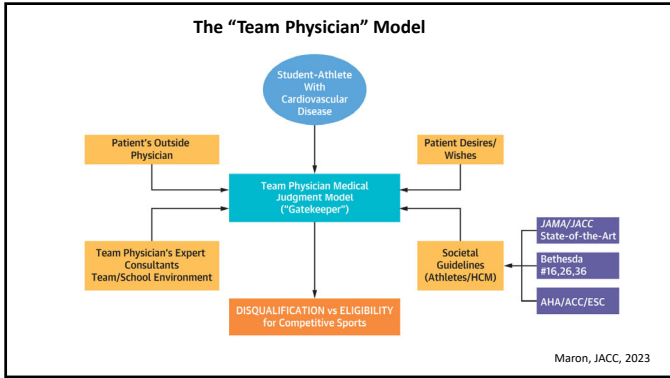 The “Team Physician” Model
Student-Athlete
With
Cardiovascular
Disease
Patient's Outside
Physician
Patient Desires/
Wishes
Team Physician Medical
Judgment Model
("Gatekeeper")
Team Physician's Expert
Consultants
Team/School Environment
Societal
Guidelines
(Athletes/HCM)
JAMA/JACC
State-of-the-Art
Bethesda
#16,26,36
AHA/ACC/ESC
DISQUALIFICATION vs ELIGIBILITY
for Competitive Sports
Maron, JACC, 2023